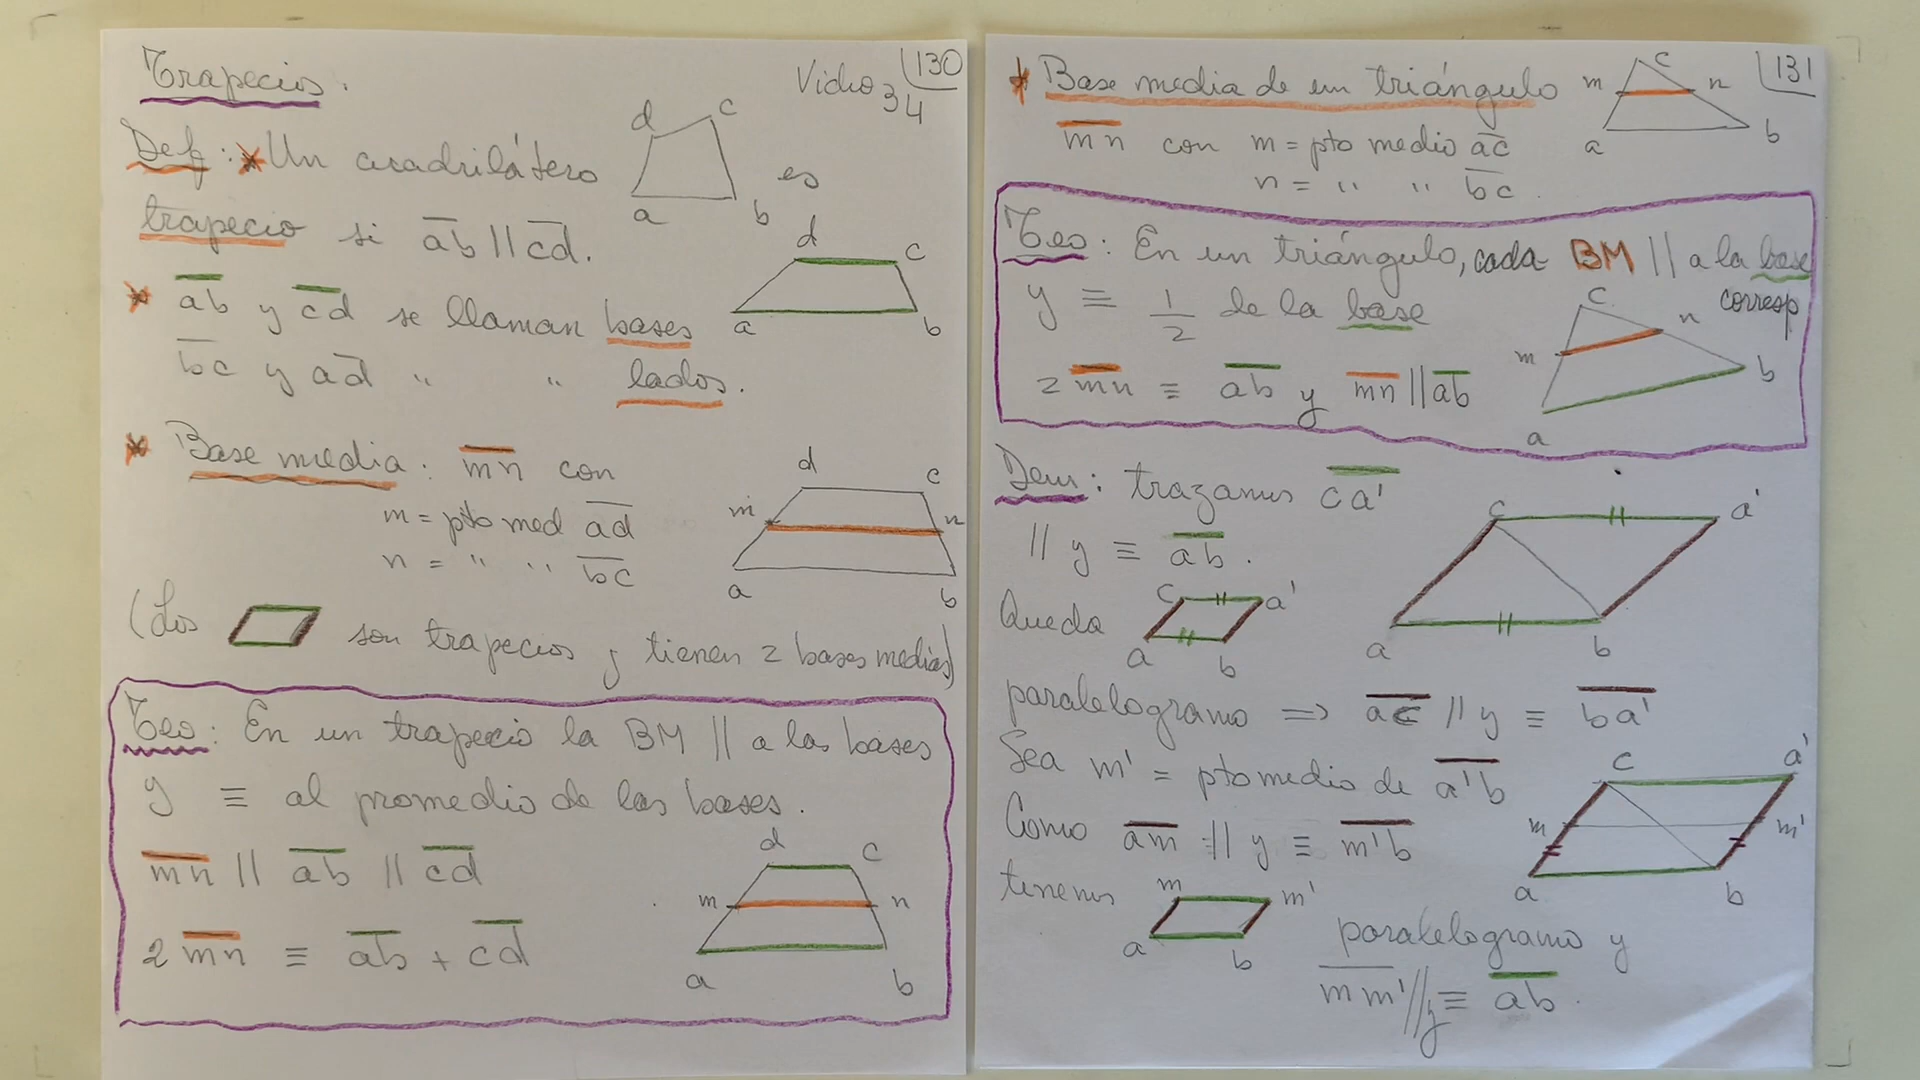 Trapecios.
Video 34
130
Def: * Un cuadrilátero
d c
a b
es
trapecio si ab // cd.
d c
a b
* ab y cd se llaman bases
bc y ad " " lados.
* Base media: mn con
m = pto med ad
n = " " bc
d c
m n
a b
(Los son trapecios y tienen 2 bases medias)
Teo: En un trapecio la BM // a las bases
y ≡ al promedio de las bases.
mn // ab // cd
2 mn ≡ ab + cd
d c
m n
a b
131
* Base media de un triángulo
mn con m = pto medio ac
n = " " bc
c
m n
a b
Teo: En un triángulo, cada BM // a la base
corresp
y ≡ 1/2 de la base
2 mn ≡ ab y mn // ab
c
m n
a b
Dem: trazamos ca'
// y ≡ ab.
c a'
a b
Queda
c a'
a b
paralelogramo => ac // y ≡ ba'
Sea m' = pto medio de a'b
Como am // y ≡ m'b
c a'
m m'
a b
tenemos
m m'
a b
paralelogramo y
mm' // y ≡ ab.